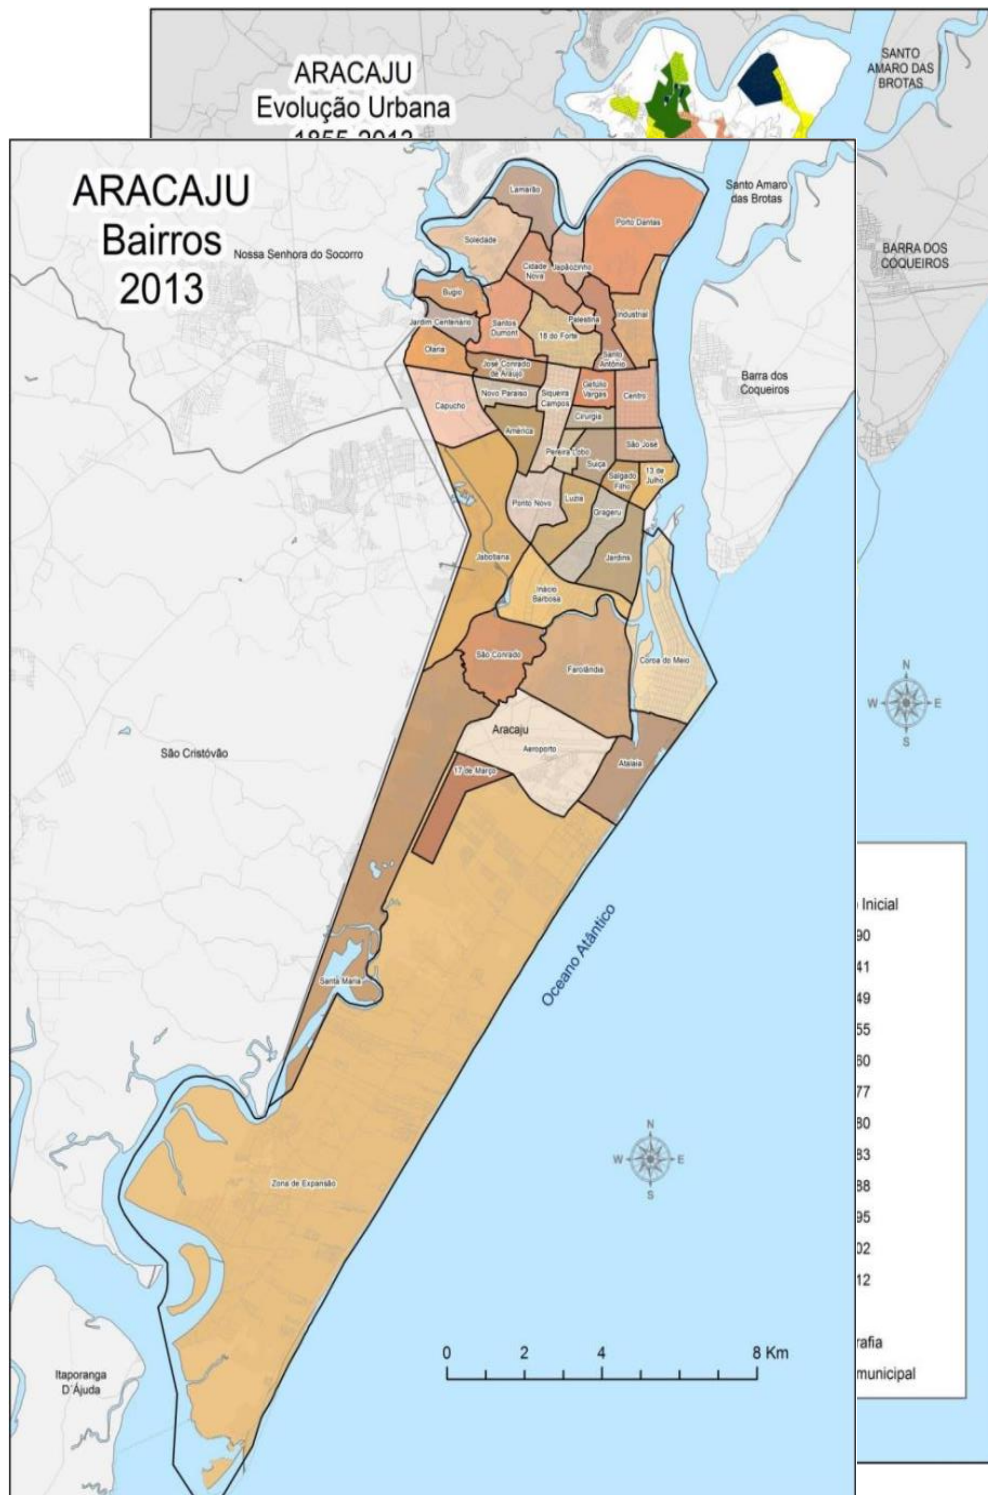 ARACAJU
Evolução Urbana
1855-2013
SANTO
AMARO DAS
BROTAS
BARRA DOS
COQUEIROS
N
W
E
S
o Inicial
90
41
49
55
60
77
80
83
88
95
02
12
rafia
municipal
ARACAJU
Bairros
2013
Nossa Senhora do Socorro
Santo Amaro
das Brotas
Lamarão
Porto Dantas
Soledade
Cidade
Nova
Japãozinho
Bugio
Jardim Centenário
Santos
Dumont
Palestina
Industrial
18 do Forte
Olaria
Santo
Antônio
José Conrado
de Araújo
Capucho
Novo Paraíso
Siqueira
Campos
Getúlio
Vargas
Centro
Barra dos
Coqueiros
Cirurgia
América
Pereira Lobo
São José
Suíça
Salgado
Filho
13 de
Julho
Ponto Novo
Luzia
Grageru
Jabotiana
Jardins
Inácio
Barbosa
São Conrado
Farolândia
Coroa do Meio
Aracaju
Aeroporto
São Cristóvão
17 de Março
Atalaia
Oceano Atlântico
Santa Maria
N
W
E
S
Zona de Expansão
0
2
4
8 Km
Itaporanga
D'Ájuda